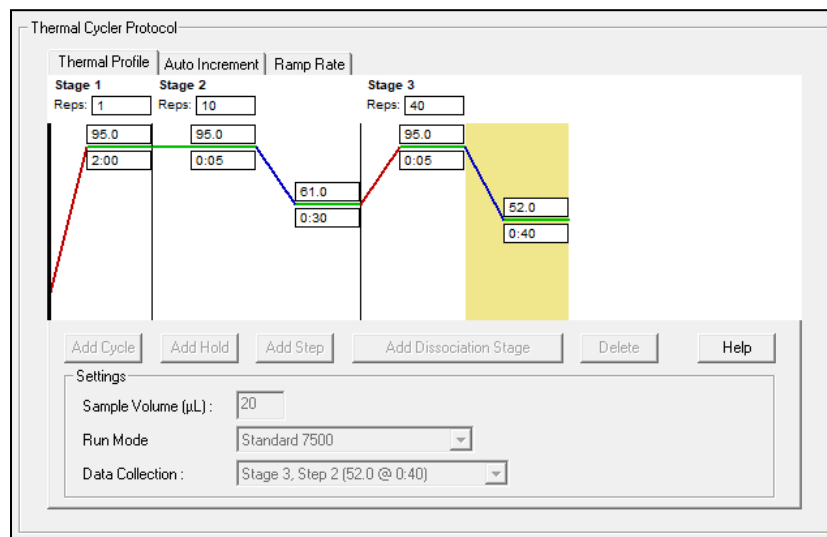 Thermal Cycler Protocol
Thermal Profile Auto Increment Ramp Rate
Stage 1 Stage 2 Stage 3
Reps: 1 Reps: 10 Reps: 40
95.0 95.0 95.0
2:00 0:05 0:05
61.0 52.0
0:30 0:40
Add Cycle Add Hold Add Step Add Dissociation Stage Delete Help
Settings
Sample Volume (µL) : 20
Run Mode Standard 7500
Data Collection : Stage 3, Step 2 (52.0 @ 0:40)